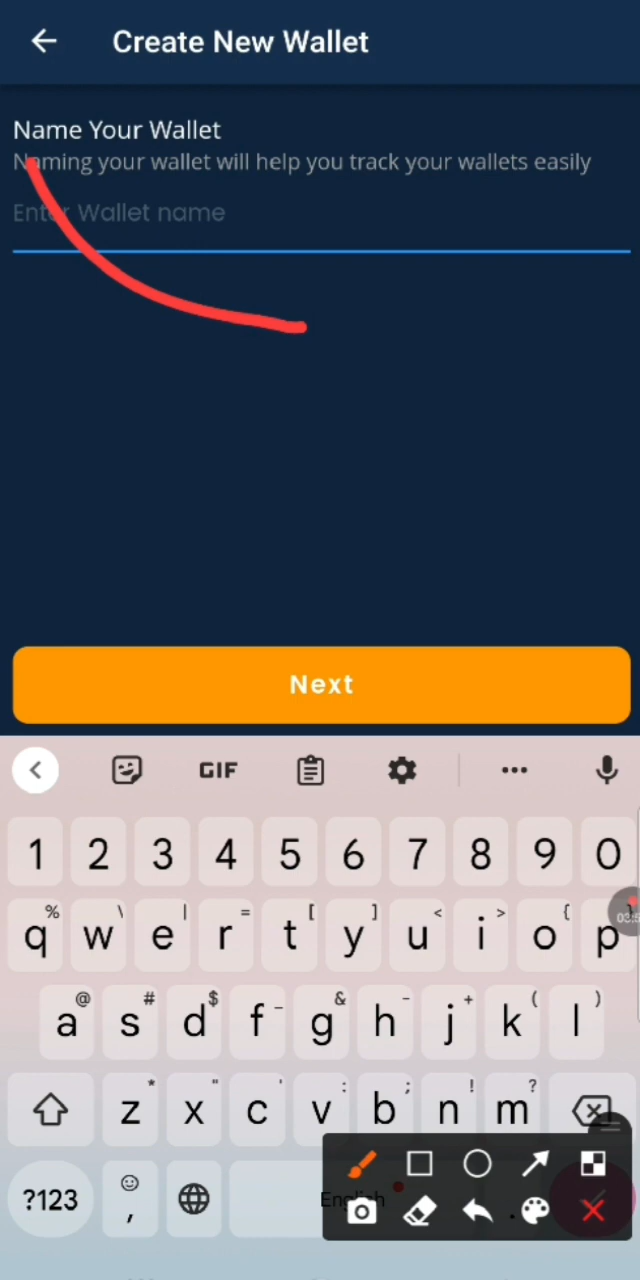 Create New Wallet
Name Your Wallet
Naming your wallet will help you track your wallets easily
Enter Wallet name
Next
GIF
1 2 3 4 5 6 7 8 9 0
% \ | = [ ] < > { }
q w e r t y u i o p
@ # $ _ & - + ( )
a s d f g h j k l
* " ' : ; ! ?
z x c v b n m
?123 , English .